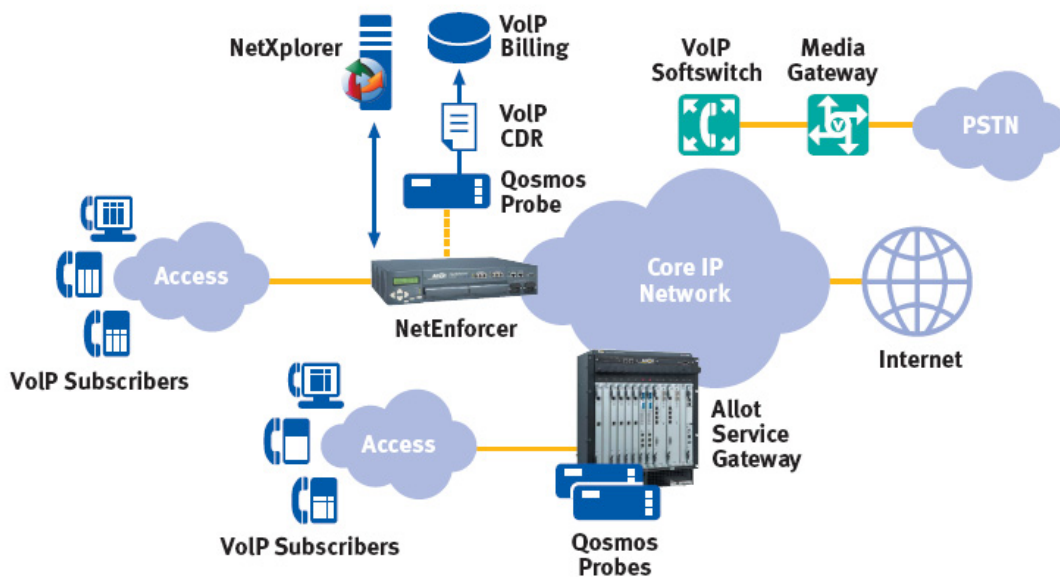 NetXplorer
VoIP
Billing
VoIP
CDR
Qosmos
Probe
VoIP
Softswitch
Media
Gateway
PSTN
V
Access
Core IP
Network
NetEnforcer
VoIP Subscribers
Internet
Access
Allot
Service
Gateway
VoIP Subscribers
Qosmos
Probes